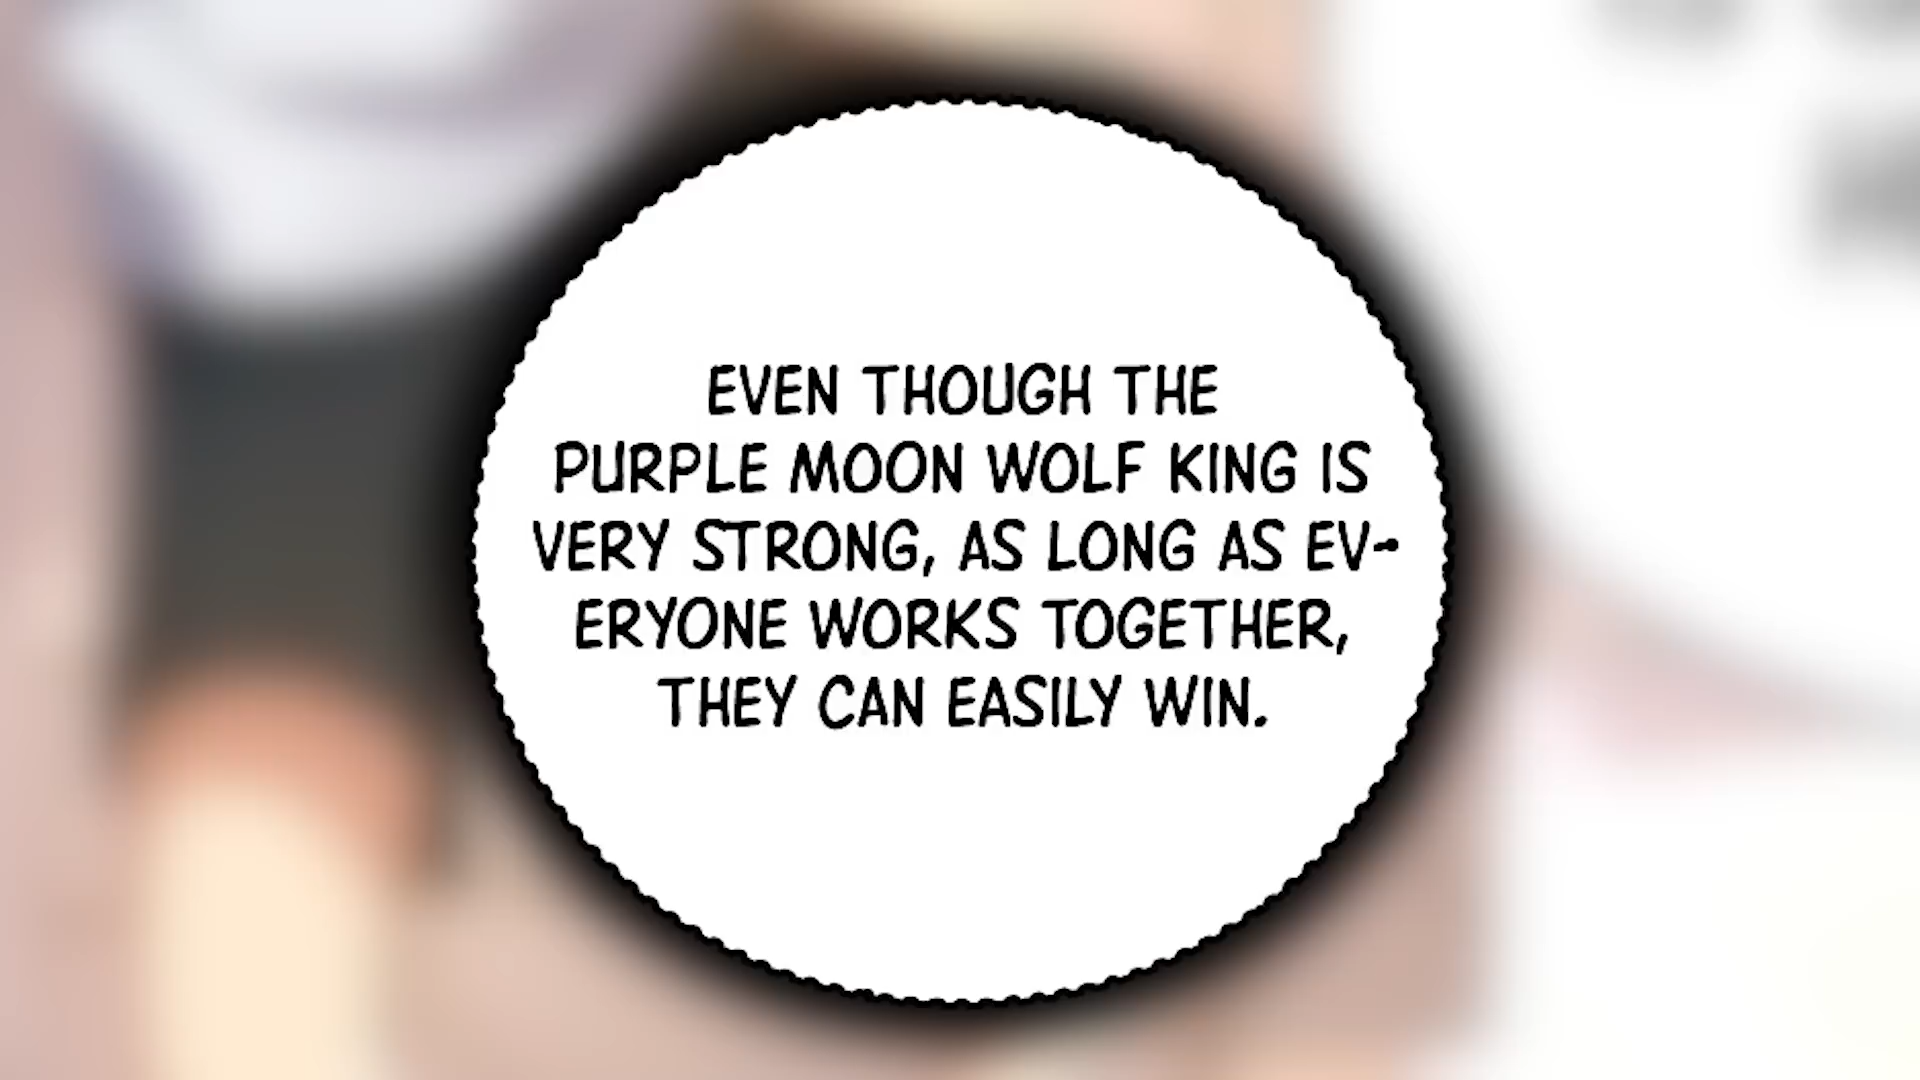 EVEN THOUGH THE
PURPLE MOON WOLF KING IS
VERY STRONG, AS LONG AS EV-
ERYONE WORKS TOGETHER,
THEY CAN EASILY WIN.